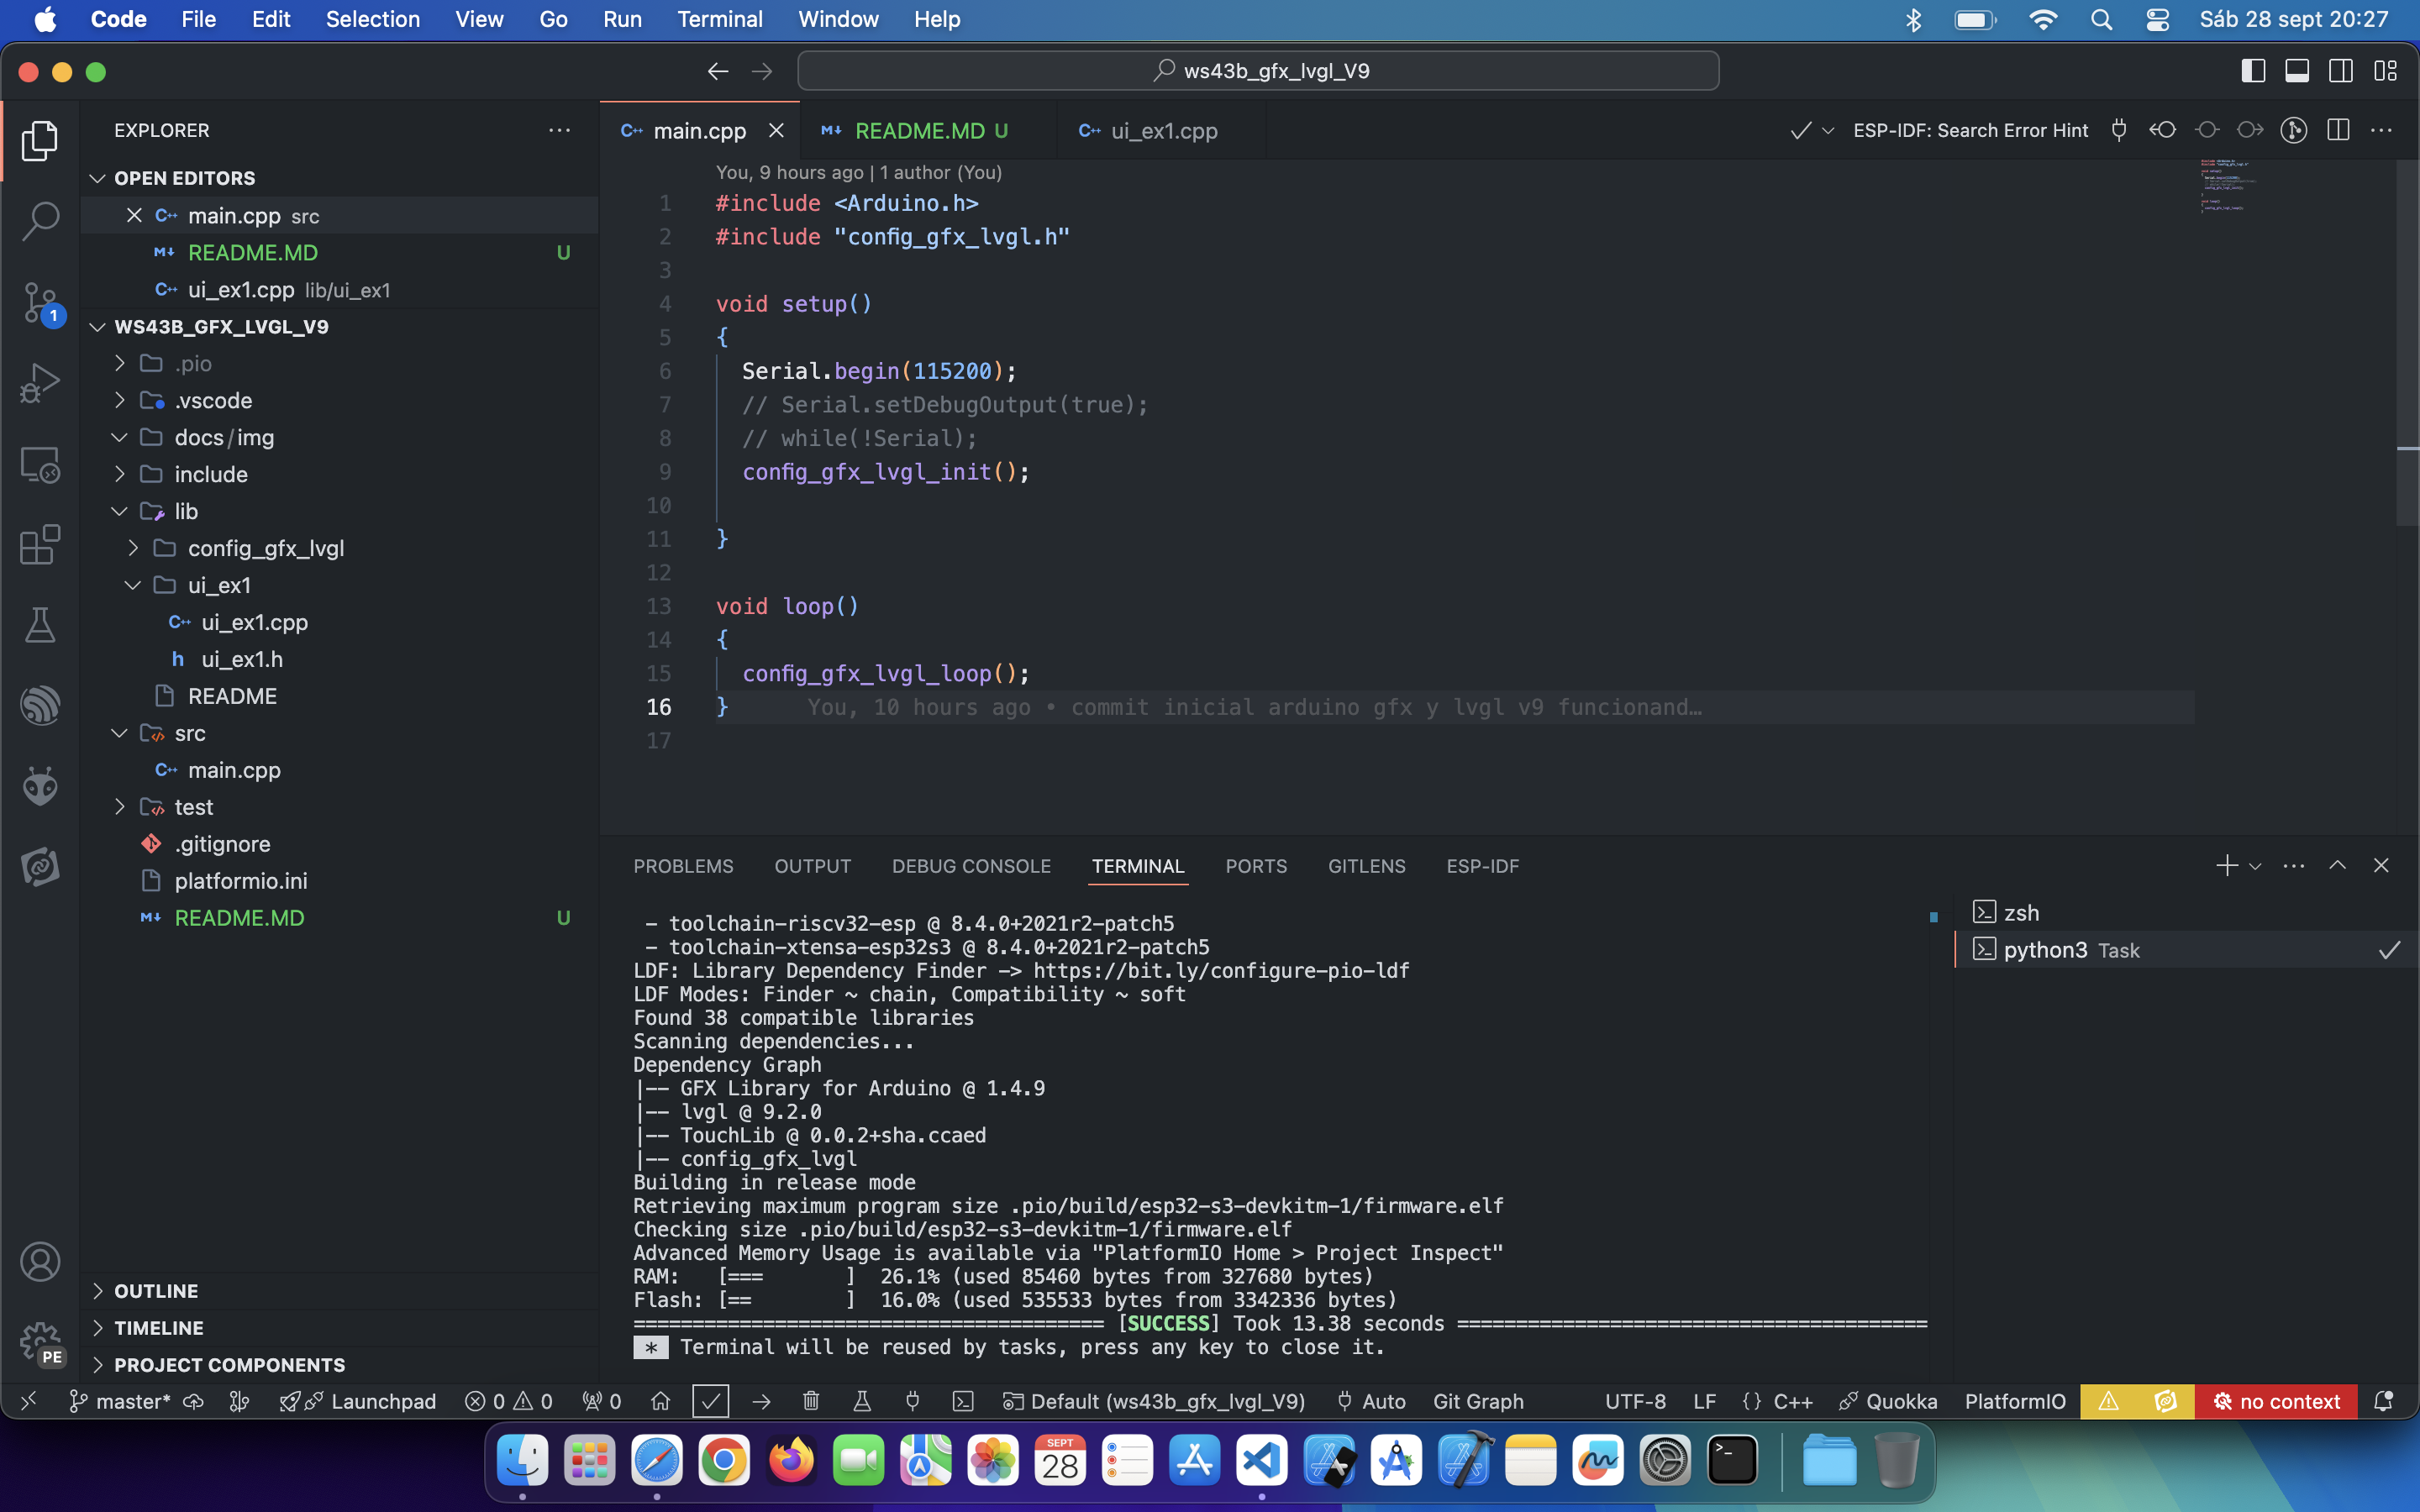 Code File Edit Selection View Go Run Terminal Window Help Sáb 28 sept 20:27
ws43b_gfx_lvgl_V9
EXPLORER
OPEN EDITORS
main.cpp src
README.MD U
ui_ex1.cpp lib/ui_ex1
WS43B_GFX_LVGL_V9
.pio
.vscode
docs/img
include
lib
config_gfx_lvgl
ui_ex1
ui_ex1.cpp
ui_ex1.h
README
src
main.cpp
test
.gitignore
platformio.ini
README.MD U
OUTLINE
TIMELINE
PROJECT COMPONENTS
1
PE
main.cpp README.MD U ui_ex1.cpp ESP-IDF: Search Error Hint
You, 9 hours ago | 1 author (You)
1 #include <Arduino.h>
2 #include "config_gfx_lvgl.h"
3
4 void setup()
5 {
6 Serial.begin(115200);
7 // Serial.setDebugOutput(true);
8 // while(!Serial);
9 config_gfx_lvgl_init();
10
11 }
12
13 void loop()
14 {
15 config_gfx_lvgl_loop();
16 } You, 10 hours ago • commit inicial arduino gfx y lvgl v9 funcionand…
17
PROBLEMS OUTPUT DEBUG CONSOLE TERMINAL PORTS GITLENS ESP-IDF
- toolchain-riscv32-esp @ 8.4.0+2021r2-patch5
- toolchain-xtensa-esp32s3 @ 8.4.0+2021r2-patch5
LDF: Library Dependency Finder -> https://bit.ly/configure-pio-ldf
LDF Modes: Finder ~ chain, Compatibility ~ soft
Found 38 compatible libraries
Scanning dependencies...
Dependency Graph
|-- GFX Library for Arduino @ 1.4.9
|-- lvgl @ 9.2.0
|-- TouchLib @ 0.0.2+sha.ccaed
|-- config_gfx_lvgl
Building in release mode
Retrieving maximum program size .pio/build/esp32-s3-devkitm-1/firmware.elf
Checking size .pio/build/esp32-s3-devkitm-1/firmware.elf
Advanced Memory Usage is available via "PlatformIO Home > Project Inspect"
RAM: [=== ] 26.1% (used 85460 bytes from 327680 bytes)
Flash: [== ] 16.0% (used 535533 bytes from 3342336 bytes)
======================================== [SUCCESS] Took 13.38 seconds ========================================
* Terminal will be reused by tasks, press any key to close it.
zsh
python3 Task
master* Launchpad 0 0 0 Default (ws43b_gfx_lvgl_V9) Auto Git Graph UTF-8 LF {} C++ Quokka PlatformIO no context
SEPT
28